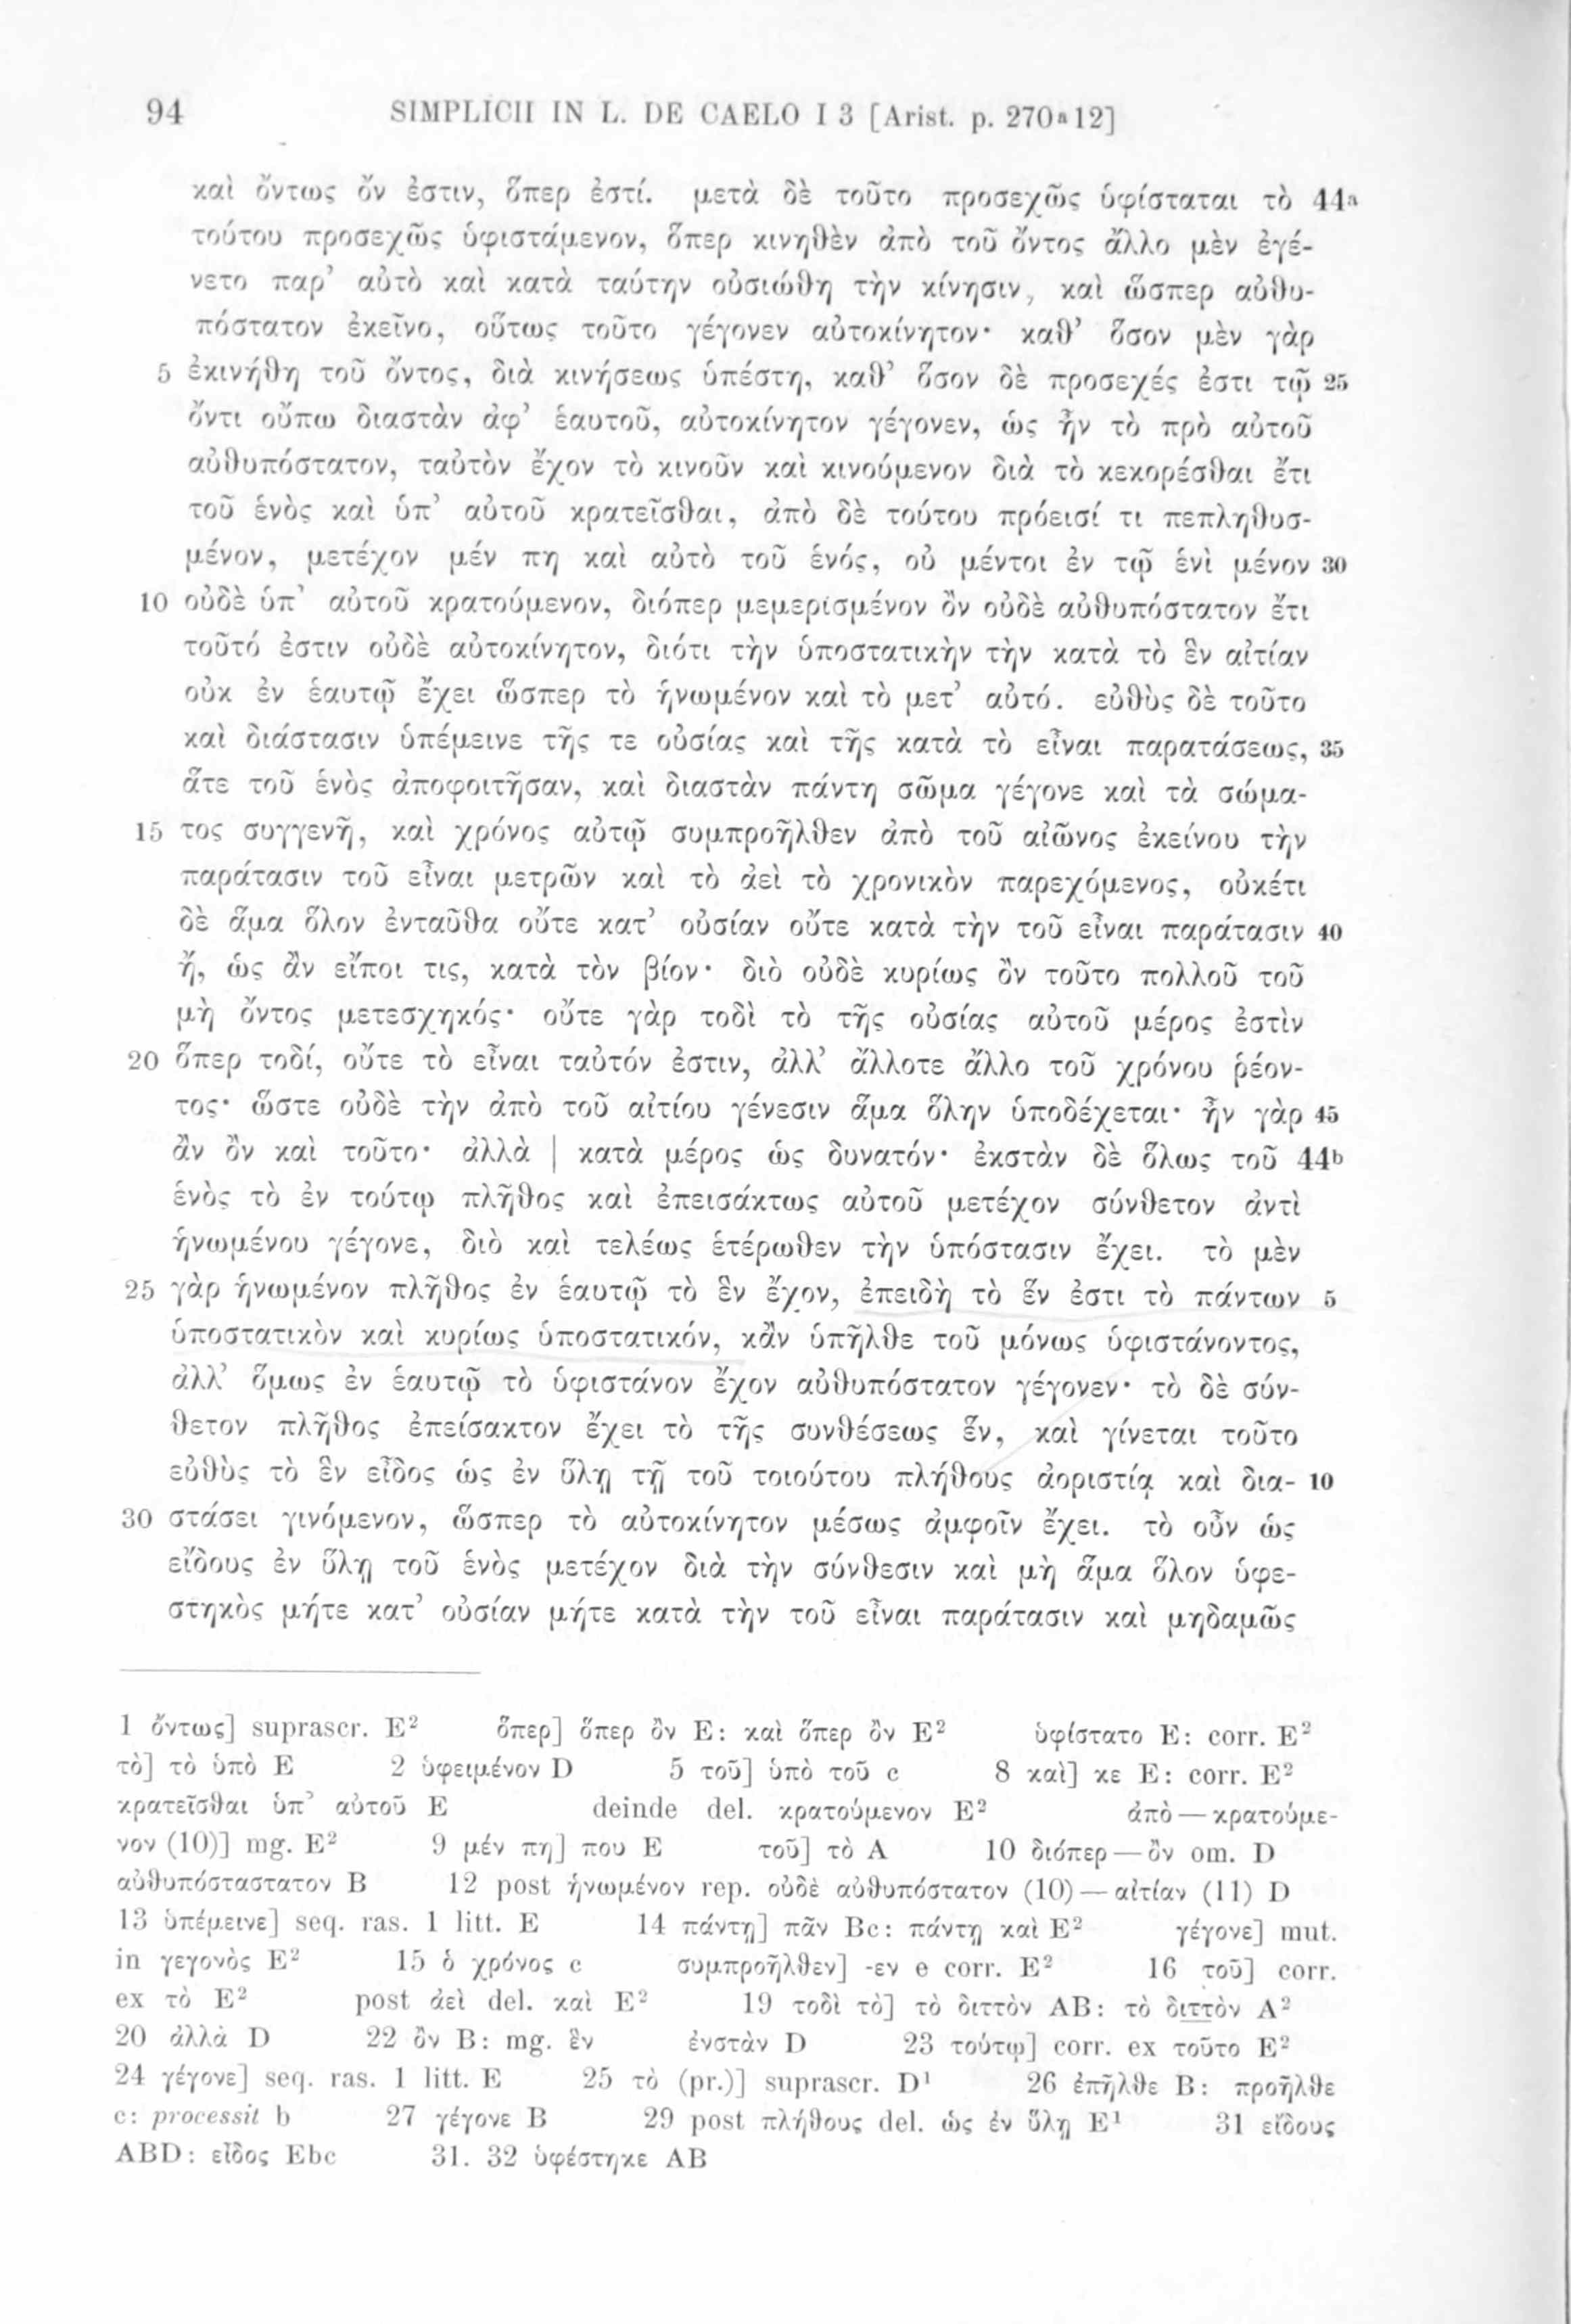 94 SIMPLICII IN L. DE CAELO I 3 [Arist. p. 270ᵃ12]
καὶ ὄντως ὄν ἐστιν, ὅπερ ἐστί. μετὰ δὲ τοῦτο προσεχῶς ὑφίσταται τὸ 44ᵃ
τούτου προσεχῶς ὑφιστάμενον, ὅπερ κινηθὲν ἀπὸ τοῦ ὄντος ἄλλο μὲν ἐγέ-
νετο παρ’ αὐτὸ καὶ κατὰ ταύτην οὐσιώθη τὴν κίνησιν, καὶ ὥσπερ αὐθυ-
πόστατον ἐκεῖνο, οὕτως τοῦτο γέγονεν αὐτοκίνητον· καθ’ ὅσον μὲν γὰρ
5 ἐκινήθη τοῦ ὄντος, διὰ κινήσεως ὑπέστη, καθ’ ὅσον δὲ προσεχές ἐστι τῷ 25
ὄντι οὔπω διαστὰν ἀφ’ ἑαυτοῦ, αὐτοκίνητον γέγονεν, ὡς ἦν τὸ πρὸ αὐτοῦ
αὐθυπόστατον, ταὐτὸν ἔχον τὸ κινοῦν καὶ κινούμενον διὰ τὸ κεκορέσθαι ἔτι
τοῦ ἑνὸς καὶ ὑπ’ αὐτοῦ κρατεῖσθαι, ἀπὸ δὲ τούτου πρόεισί τι πεπληθυσ-
μένον, μετέχον μέν πη καὶ αὐτὸ τοῦ ἑνός, οὐ μέντοι ἐν τῷ ἑνὶ μένον 30
10 οὐδὲ ὑπ’ αὐτοῦ κρατούμενον, διόπερ μεμερισμένον ὂν οὐδὲ αὐθυπόστατον ἔτι
τοῦτό ἐστιν οὐδὲ αὐτοκίνητον, διότι τὴν ὑποστατικὴν τὴν κατὰ τὸ ἓν αἰτίαν
οὐκ ἐν ἑαυτῷ ἔχει ὥσπερ τὸ ἡνωμένον καὶ τὸ μετ’ αὐτό. εὐθὺς δὲ τοῦτο
καὶ διάστασιν ὑπέμεινε τῆς τε οὐσίας καὶ τῆς κατὰ τὸ εἶναι παρατάσεως, 35
ἅτε τοῦ ἑνὸς ἀποφοιτῆσαν, καὶ διαστὰν πάντη σῶμα γέγονε καὶ τὰ σώμα-
15 τος συγγενῆ, καὶ χρόνος αὐτῷ συμπροῆλθεν ἀπὸ τοῦ αἰῶνος ἐκείνου τὴν
παράτασιν τοῦ εἶναι μετρῶν καὶ τὸ ἀεὶ τὸ χρονικὸν παρεχόμενος, οὐκέτι
δὲ ἅμα ὅλον ἐνταῦθα οὔτε κατ’ οὐσίαν οὔτε κατὰ τὴν τοῦ εἶναι παράτασιν 40
ἤ, ὡς ἂν εἴποι τις, κατὰ τὸν βίον· διὸ οὐδὲ κυρίως ὂν τοῦτο πολλοῦ τοῦ
μὴ ὄντος μετεσχηκός· οὔτε γὰρ τοδὶ τὸ τῆς οὐσίας αὐτοῦ μέρος ἐστὶν
20 ὅπερ τοδί, οὔτε τὸ εἶναι ταὐτόν ἐστιν, ἀλλ’ ἄλλοτε ἄλλο τοῦ χρόνου ῥέον-
τος· ὥστε οὐδὲ τὴν ἀπὸ τοῦ αἰτίου γένεσιν ἅμα ὅλην ὑποδέχεται· ἦν γὰρ 45
ἂν ὂν καὶ τοῦτο· ἀλλὰ | κατὰ μέρος ὡς δυνατόν· ἐκστὰν δὲ ὅλως τοῦ 44ᵇ
ἑνὸς τὸ ἐν τούτῳ πλῆθος καὶ ἐπεισάκτως αὐτοῦ μετέχον σύνθετον ἀντὶ
ἡνωμένου γέγονε, διὸ καὶ τελέως ἑτέρωθεν τὴν ὑπόστασιν ἔχει. τὸ μὲν
25 γὰρ ἡνωμένον πλῆθος ἐν ἑαυτῷ τὸ ἓν ἔχον, ἐπειδὴ τὸ ἕν ἐστι τὸ πάντων 5
ὑποστατικὸν καὶ κυρίως ὑποστατικόν, κἂν ὑπῆλθε τοῦ μόνως ὑφιστάνοντος,
ἀλλ’ ὅμως ἐν ἑαυτῷ τὸ ὑφιστάνον ἔχον αὐθυπόστατον γέγονεν· τὸ δὲ σύν-
θετον πλῆθος ἐπείσακτον ἔχει τὸ τῆς συνθέσεως ἕν, καὶ γίνεται τοῦτο
εὐθὺς τὸ ἓν εἶδος ὡς ἐν ὕλῃ τῇ τοῦ τοιούτου πλήθους ἀοριστίᾳ καὶ δια- 10
30 στάσει γινόμενον, ὥσπερ τὸ αὐτοκίνητον μέσως ἀμφοῖν ἔχει. τὸ οὖν ὡς
εἴδους ἐν ὕλῃ τοῦ ἑνὸς μετέχον διὰ τὴν σύνθεσιν καὶ μὴ ἅμα ὅλον ὑφε-
στηκὸς μήτε κατ’ οὐσίαν μήτε κατὰ τὴν τοῦ εἶναι παράτασιν καὶ μηδαμῶς
1 ὄντως] suprascr. E² ὅπερ] ὅπερ ὂν E: καὶ ὅπερ ὂν E² ὑφίστατο E: corr. E²
τὸ] τὸ ὑπὸ E 2 ὑφειμένον D 5 τοῦ] ὑπὸ τοῦ c 8 καὶ] κε E: corr. E²
κρατεῖσθαι ὑπ’ αὐτοῦ E deinde del. κρατούμενον E² ἀπὸ — κρατούμε-
νον (10)] mg. E² 9 μέν πη] που E τοῦ] τὸ A 10 διόπερ — ὂν om. D
αὐθυπόσταστατον B 12 post ἡνωμένον rep. οὐδὲ αὐθυπόστατον (10) — αἰτίαν (11) D
13 ὑπέμεινε] seq. ras. 1 litt. E 14 πάντη] πᾶν Bc: πάντῃ καὶ E² γέγονε] mut.
in γεγονὸς E² 15 ὁ χρόνος c συμπροῆλθεν] -εν e corr. E² 16 τοῦ] corr.
ex τὸ E² post ἀεὶ del. καὶ E² 19 τοδὶ τὸ] τὸ διττὸν AB: τὸ διττὸν A²
20 ἀλλὰ D 22 ὂν B: mg. ἓν ἐνστὰν D 23 τούτῳ] corr. ex τοῦτο E²
24 γέγονε] seq. ras. 1 litt. E 25 τὸ (pr.)] suprascr. D¹ 26 ἐπῆλθε B: προῆλθε
c: processit b 27 γέγονε B 29 post πλήθους del. ὡς ἐν ὕλῃ E¹ 31 εἴδους
ABD: εἶδος Ebc 31. 32 ὑφέστηκε AB